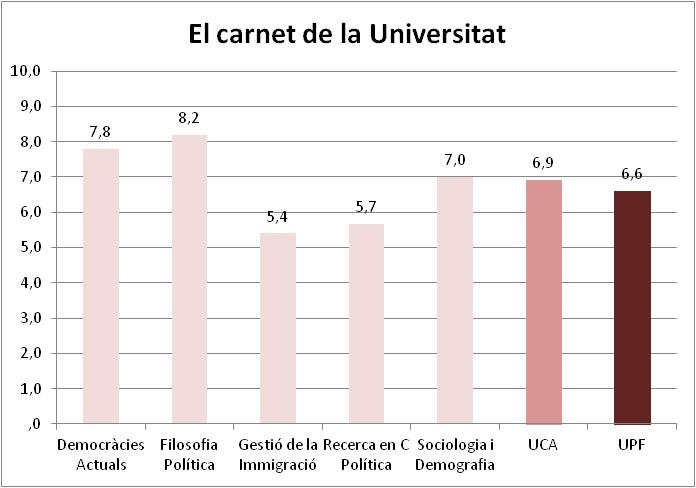 El carnet de la Universitat
10,0
9,0
8,0
7,0
6,0
5,0
4,0
3,0
2,0
1,0
,0
7,8
8,2
5,4
5,7
7,0
6,9
6,6
Democràcies
Actuals
Filosofia
Política
Gestió de la
Immigració
Recerca en C
Política
Sociologia i
Demografia
UCA
UPF